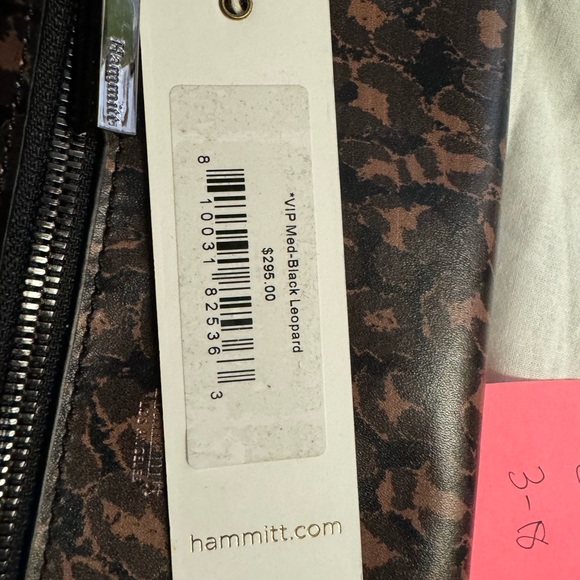 Hammitt
*VIP Med-Black Leopard
$295.00
8 10031 82536 3
hammitt.com
3-8